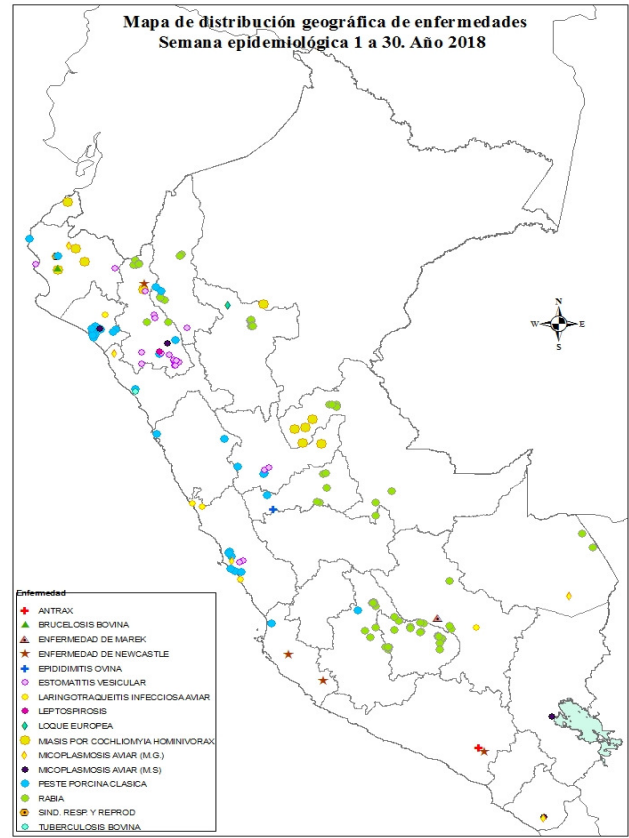 Mapa de distribución geográfica de enfermedades
Semana epidemiológica 1 a 30. Año 2018
N
W E
S
Enfermedad
ANTRAX
BRUCELOSIS BOVINA
ENFERMEDAD DE MAREK
ENFERMEDAD DE NEWCASTLE
EPIDIDIMITIS OVINA
ESTOMATITIS VESICULAR
LARINGOTRAQUEITIS INFECCIOSA AVIAR
LEPTOSPIROSIS
LOQUE EUROPEA
MIASIS POR COCHLIOMYIA HOMINIVORAX
MICOPLASMOSIS AVIAR (M.G.)
MICOPLASMOSIS AVIAR (M.S)
PESTE PORCINA CLASICA
RABIA
SIND. RESP. Y REPROD
TUBERCULOSIS BOVINA